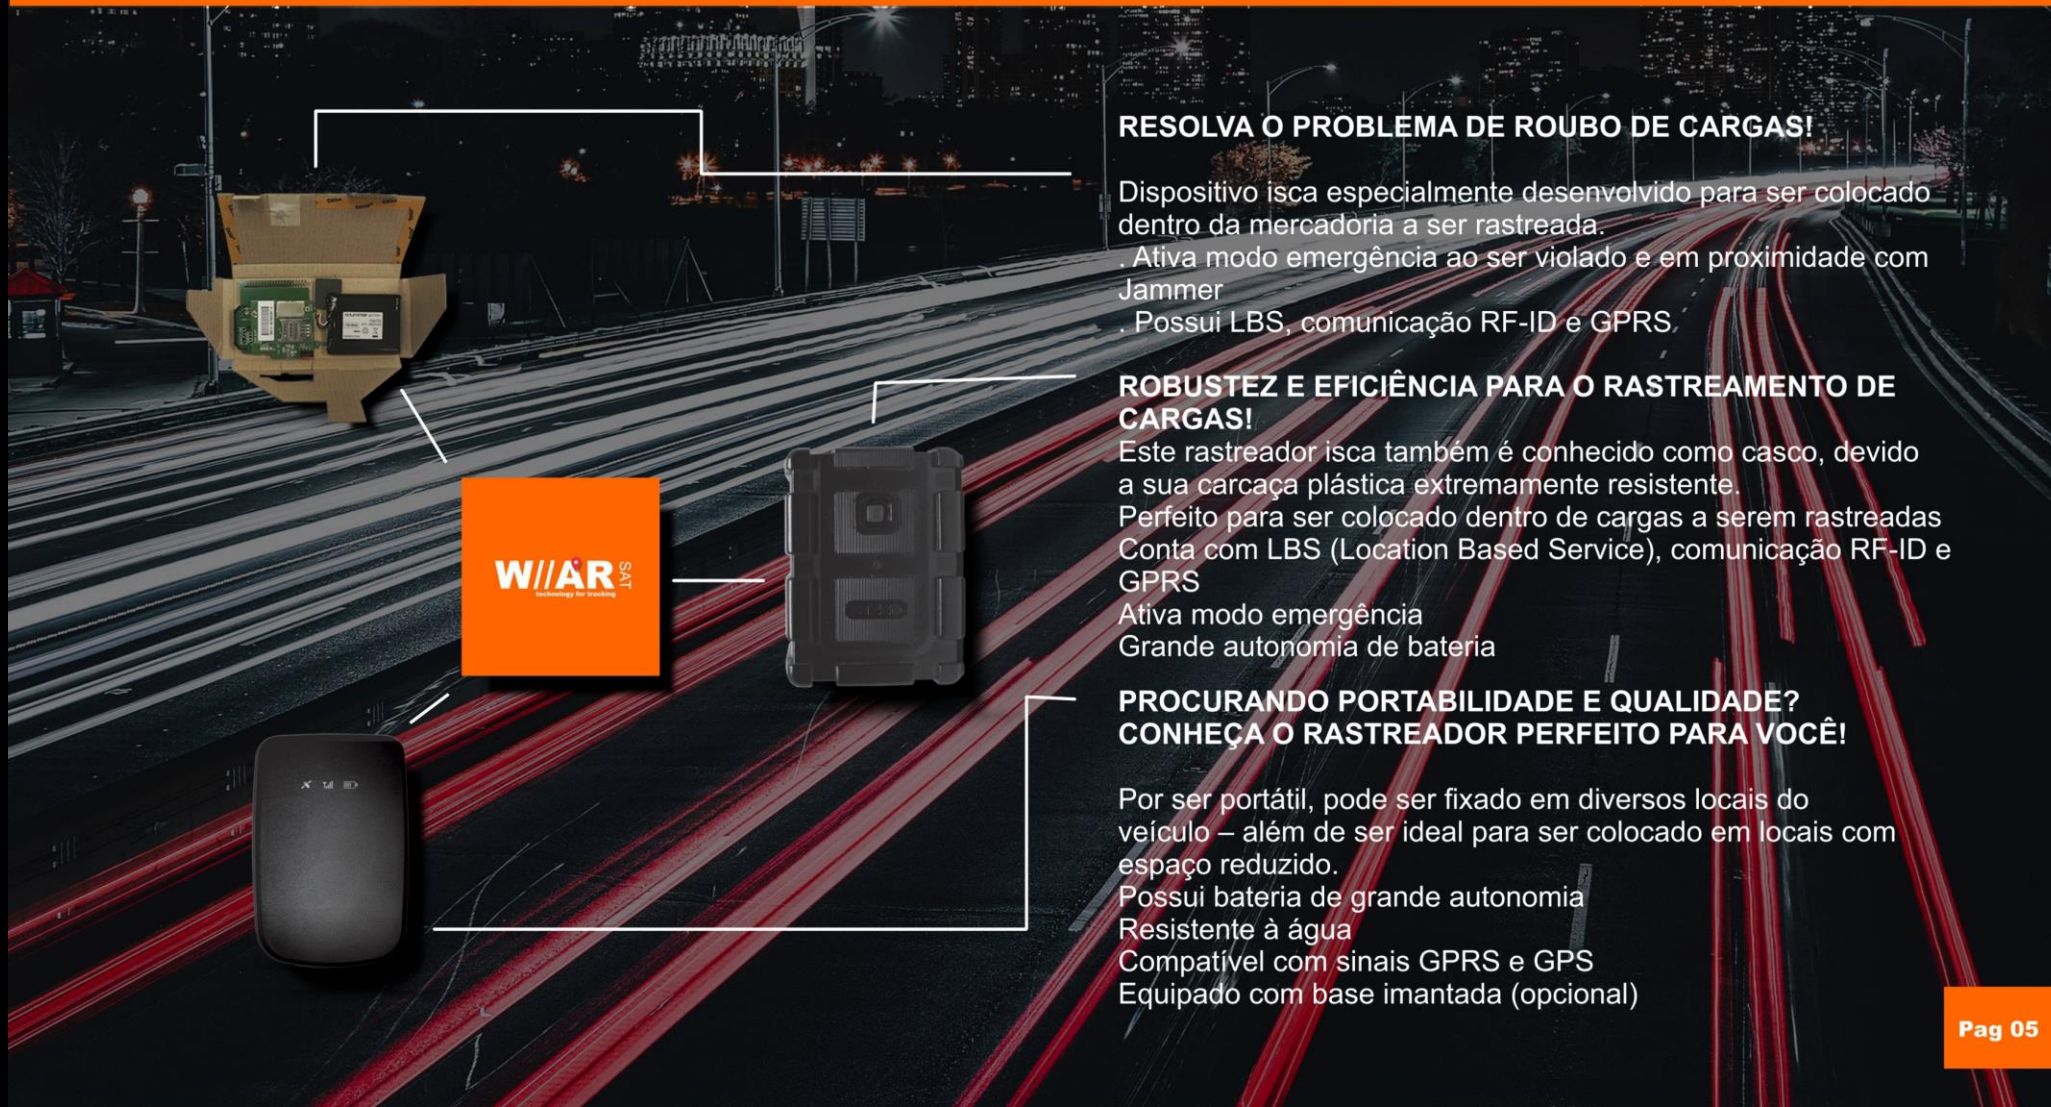 RESOLVA O PROBLEMA DE ROUBO DE CARGAS!
Dispositivo isca especialmente desenvolvido para ser colocado
dentro da mercadoria a ser rastreada.
. Ativa modo emergência ao ser violado e em proximidade com
Jammer
. Possui LBS, comunicação RF-ID e GPRS.
ROBUSTEZ E EFICIÊNCIA PARA O RASTREAMENTO DE
CARGAS!
Este rastreador isca também é conhecido como casco, devido
a sua carcaça plástica extremamente resistente.
Perfeito para ser colocado dentro de cargas a serem rastreadas
Conta com LBS (Location Based Service), comunicação RF-ID e
GPRS
Ativa modo emergência
Grande autonomia de bateria
W//AR SAT
technology for tracking
PROCURANDO PORTABILIDADE E QUALIDADE?
CONHEÇA O RASTREADOR PERFEITO PARA VOCÊ!
Por ser portátil, pode ser fixado em diversos locais do
veículo – além de ser ideal para ser colocado em locais com
espaço reduzido.
Possui bateria de grande autonomia
Resistente à água
Compatível com sinais GPRS e GPS
Equipado com base imantada (opcional)
Pag 05